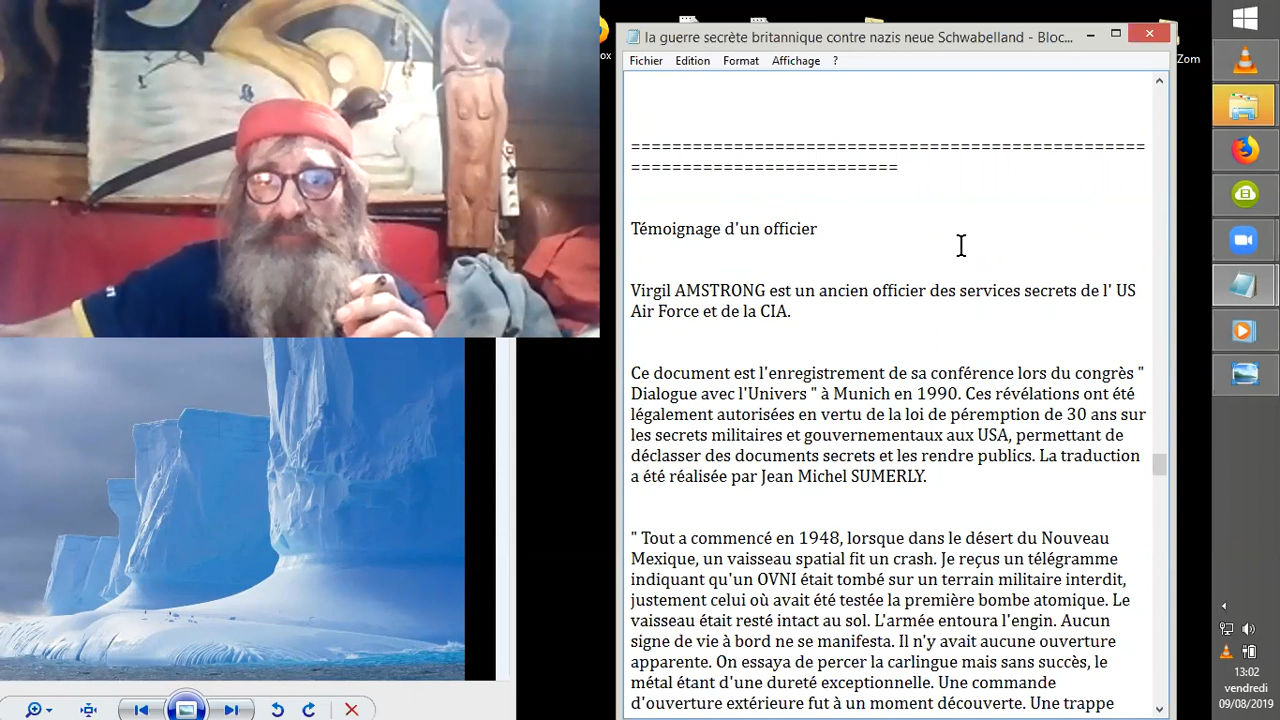 la guerre secrète britannique contre nazis neue Schwabelland - Bloc...
ox
Zom
Fichier Edition Format Affichage ?
==================================================
==========================
Témoignage d'un officier
Virgil AMSTRONG est un ancien officier des services secrets de l' US
Air Force et de la CIA.
Ce document est l'enregistrement de sa conférence lors du congrès "
Dialogue avec l'Univers " à Munich en 1990. Ces révélations ont été
légalement autorisées en vertu de la loi de péremption de 30 ans sur
les secrets militaires et gouvernementaux aux USA, permettant de
déclasser des documents secrets et les rendre publics. La traduction
a été réalisée par Jean Michel SUMERLY.
" Tout a commencé en 1948, lorsque dans le désert du Nouveau
Mexique, un vaisseau spatial fit un crash. Je reçus un télégramme
indiquant qu'un OVNI était tombé sur un terrain militaire interdit,
justement celui où avait été testée la première bombe atomique. Le
vaisseau était resté intact au sol. L'armée entoura l'engin. Aucun
signe de vie à bord ne se manifesta. Il n'y avait aucune ouverture
apparente. On essaya de percer la carlingue mais sans succès, le
métal étant d'une dureté exceptionnelle. Une commande
d'ouverture extérieure fut à un moment découverte. Une trappe
13:02
vendredi
09/08/2019